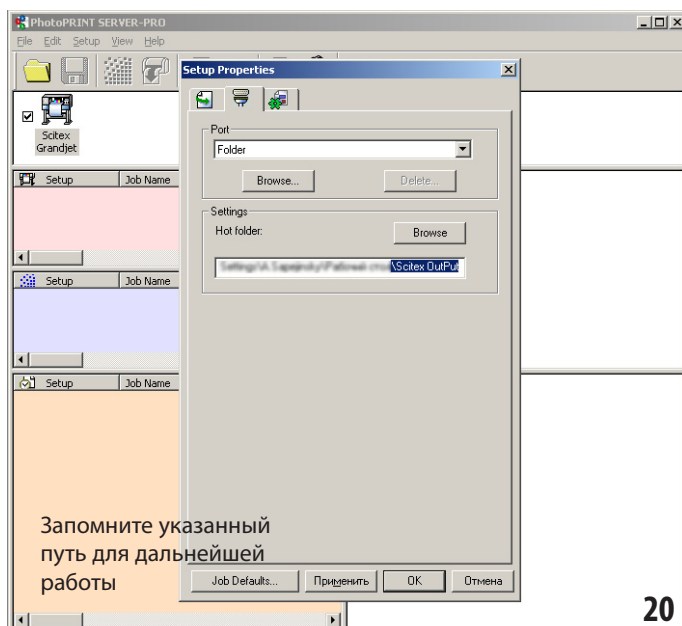 PhotoPRINT SERVER-PRO
File Edit Setup View Help
Setup Properties
Scitex
Grandjet
Port
Folder
Browse... Delete...
Settings
Hot folder:
Browse
\Scitex OutPut
Setup Job Name
Setup Job Name
Setup Job Name
Запомните указанный
путь для дальнейшей
работы
Job Defaults... Применить OK Отмена
20